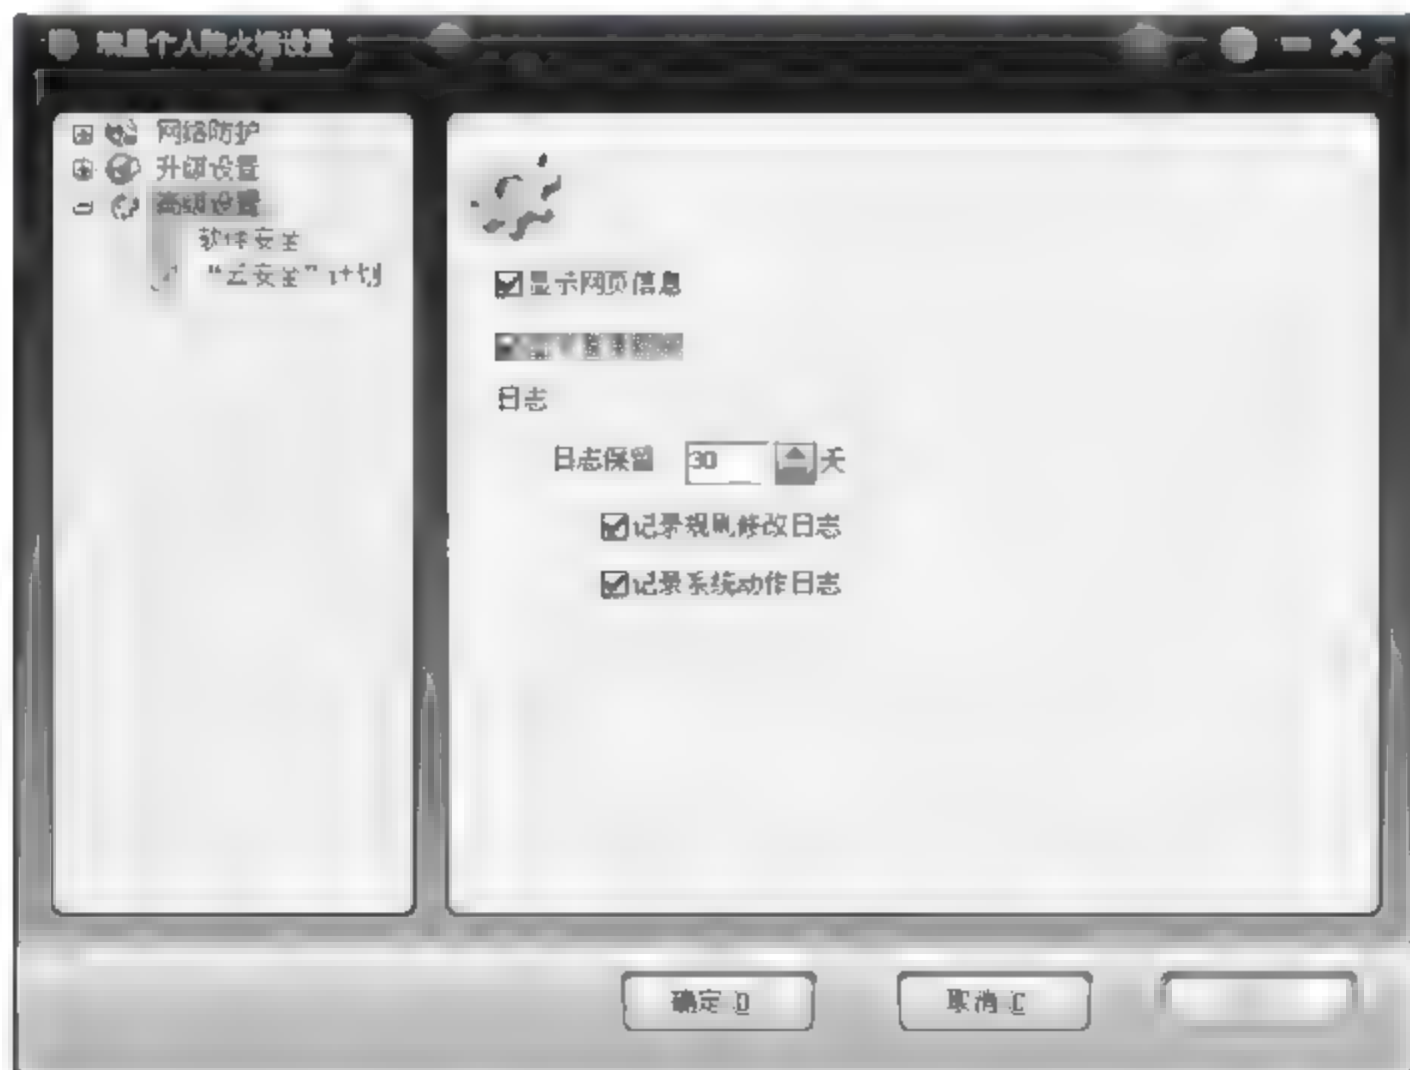 瑞星个人防火墙设置
网络防护
升级设置
高级设置
软件安全
“云安全”计划
显示网页信息
日志
日志保留 30 天
记录规则修改日志
记录系统动作日志
确定 O
取消 C